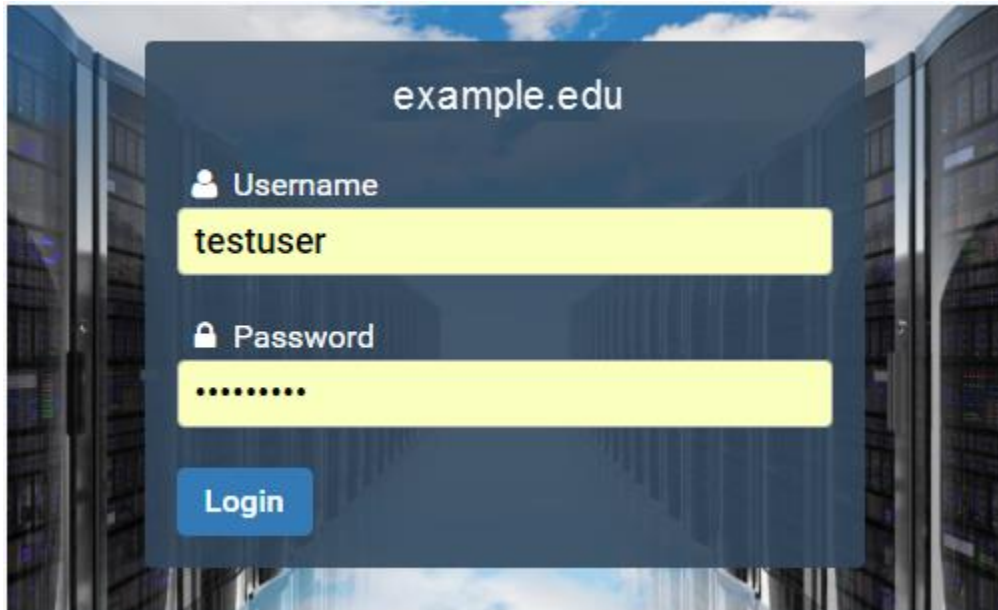 example.edu
Username
testuser
Password
•••••••••
Login